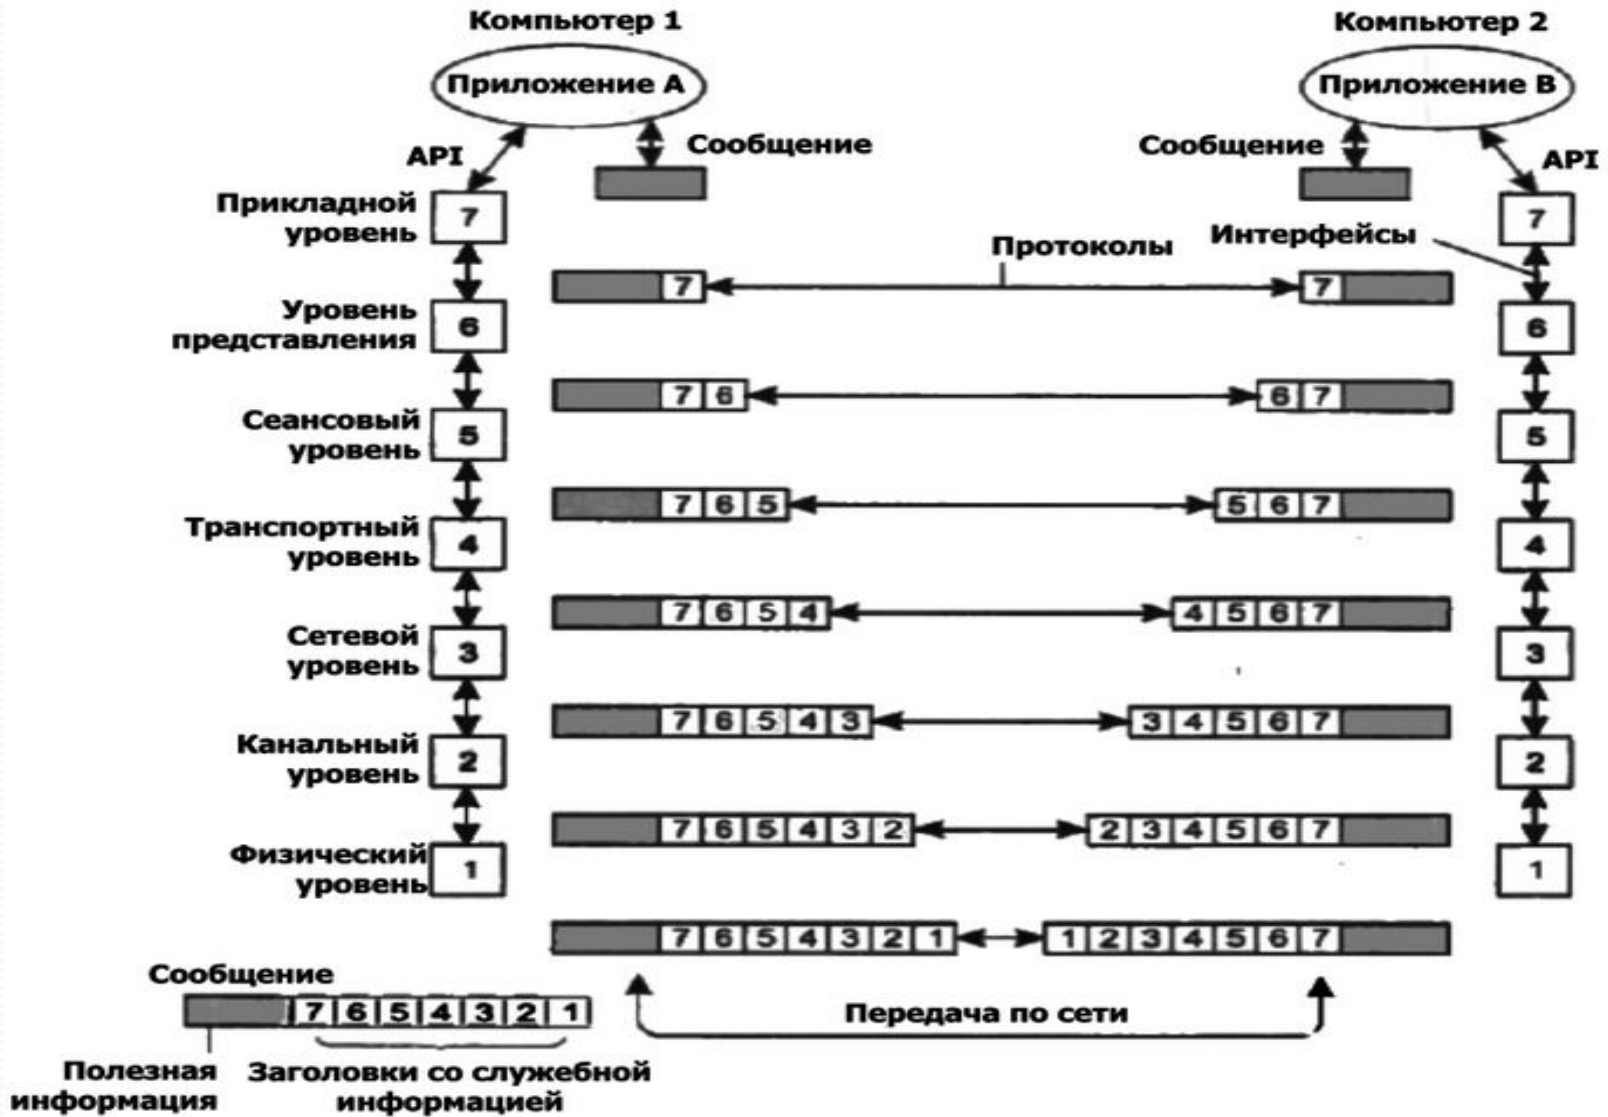 Компьютер 1
Компьютер 2
Приложение А
Приложение В
Сообщение
Сообщение
API
API
Прикладной
уровень
7
7
Протоколы
Интерфейсы
7
7
Уровень
представления
6
6
7 6
6 7
Сеансовый
уровень
5
5
7 6 5
5 6 7
Транспортный
уровень
4
4
7 6 5 4
4 5 6 7
Сетевой
уровень
3
3
7 6 5 4 3
3 4 5 6 7
Канальный
уровень
2
2
7 6 5 4 3 2
2 3 4 5 6 7
Физический
уровень
1
1
7 6 5 4 3 2 1
1 2 3 4 5 6 7
Сообщение
7 6 5 4 3 2 1
Передача по сети
Полезная
информация
Заголовки со служебной
информацией